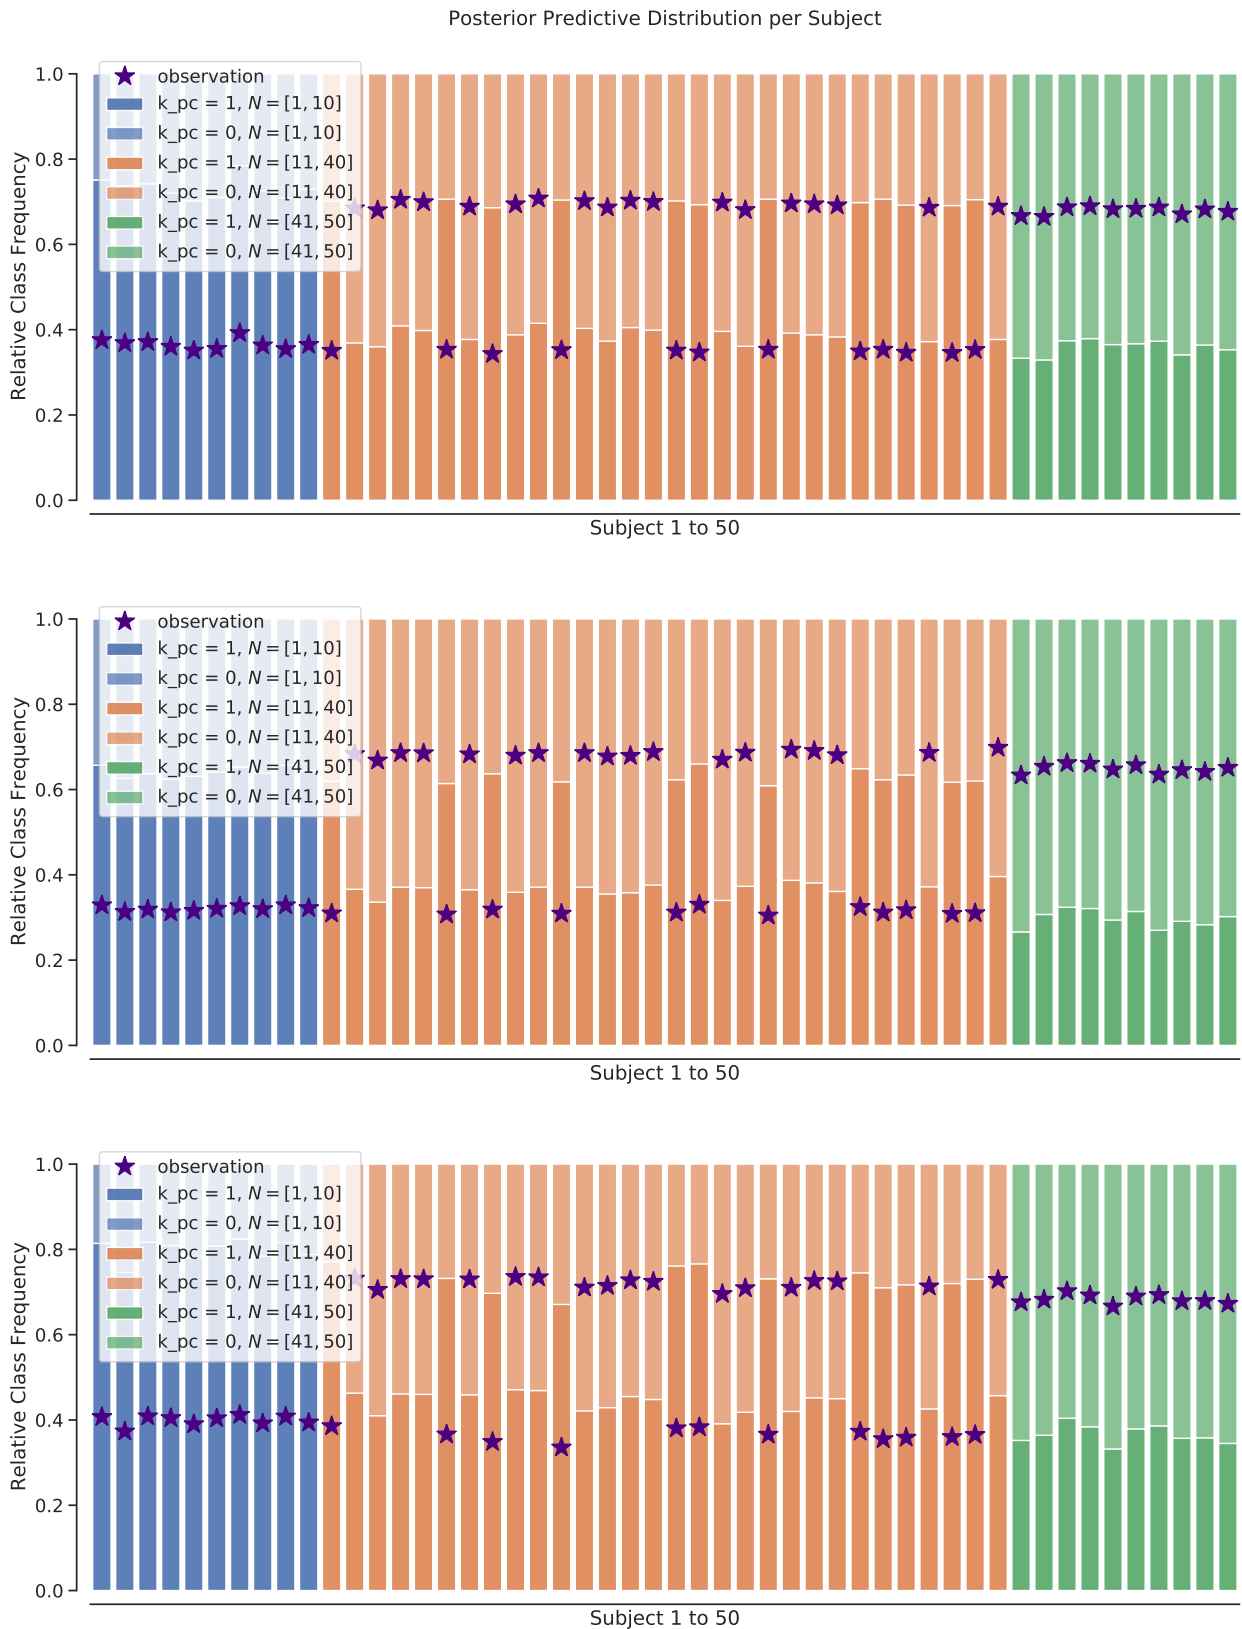 Posterior Predictive Distribution per Subject
1.0
0.8
0.6
0.4
0.2
0.0
Relative Class Frequency
observation
k_pc = 1, N = [1, 10]
k_pc = 0, N = [1, 10]
k_pc = 1, N = [11, 40]
k_pc = 0, N = [11, 40]
k_pc = 1, N = [41, 50]
k_pc = 0, N = [41, 50]
Subject 1 to 50
1.0
0.8
0.6
0.4
0.2
0.0
Relative Class Frequency
observation
k_pc = 1, N = [1, 10]
k_pc = 0, N = [1, 10]
k_pc = 1, N = [11, 40]
k_pc = 0, N = [11, 40]
k_pc = 1, N = [41, 50]
k_pc = 0, N = [41, 50]
Subject 1 to 50
1.0
0.8
0.6
0.4
0.2
0.0
Relative Class Frequency
observation
k_pc = 1, N = [1, 10]
k_pc = 0, N = [1, 10]
k_pc = 1, N = [11, 40]
k_pc = 0, N = [11, 40]
k_pc = 1, N = [41, 50]
k_pc = 0, N = [41, 50]
Subject 1 to 50